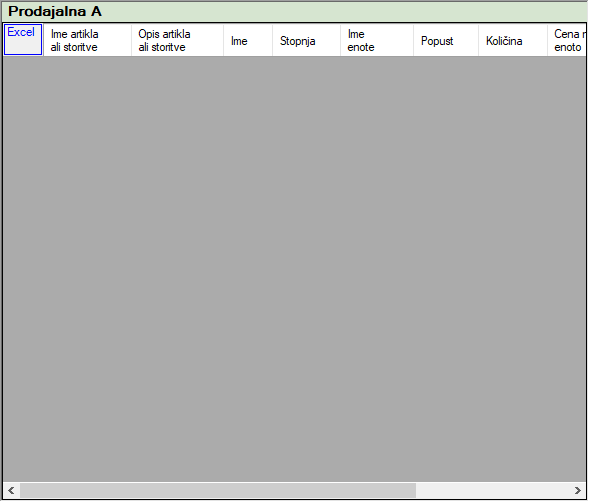 Prodajalna A
Excel
Ime artikla
ali storitve
Opis artikla
ali storitve
Ime
Stopnja
Ime
enote
Popust
Količina
Cena
enoto